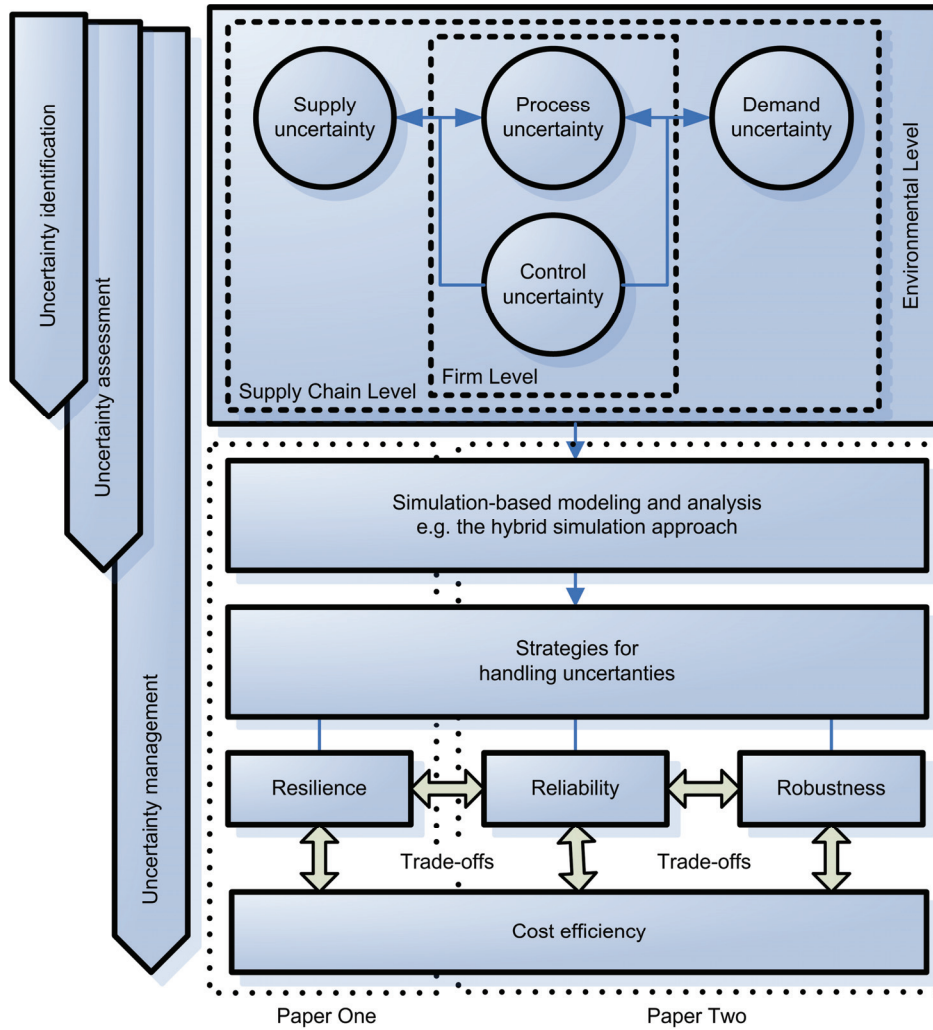 Uncertainty identification
Uncertainty assessment
Uncertainty management
Supply
uncertainty
Process
uncertainty
Demand
uncertainty
Control
uncertainty
Environmental Level
Firm Level
Supply Chain Level
Simulation-based modeling and analysis
e.g. the hybrid simulation approach
Strategies for
handling uncertanties
Resilience
Reliability
Robustness
Trade-offs
Trade-offs
Cost efficiency
Paper One
Paper Two